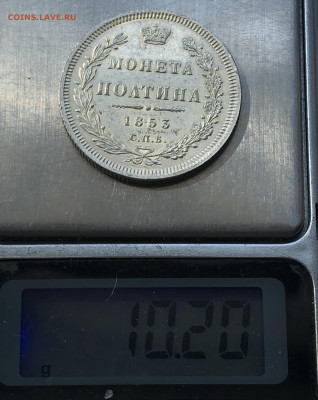 COINS.LAVE.RU
МОНЕТА
ПОЛТИНА
1853
С.П.Б.
10.20
g